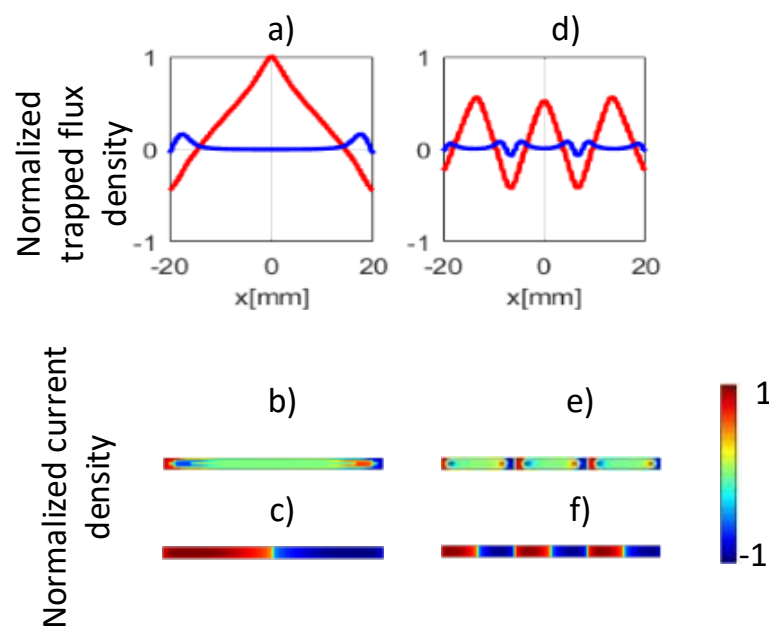 a)
d)
Normalized
trapped flux
density
1
0
-1
-20
0
20
x[mm]
1
0
-1
-20
0
20
x[mm]
Normalized current
density
b)
e)
c)
f)
1
-1